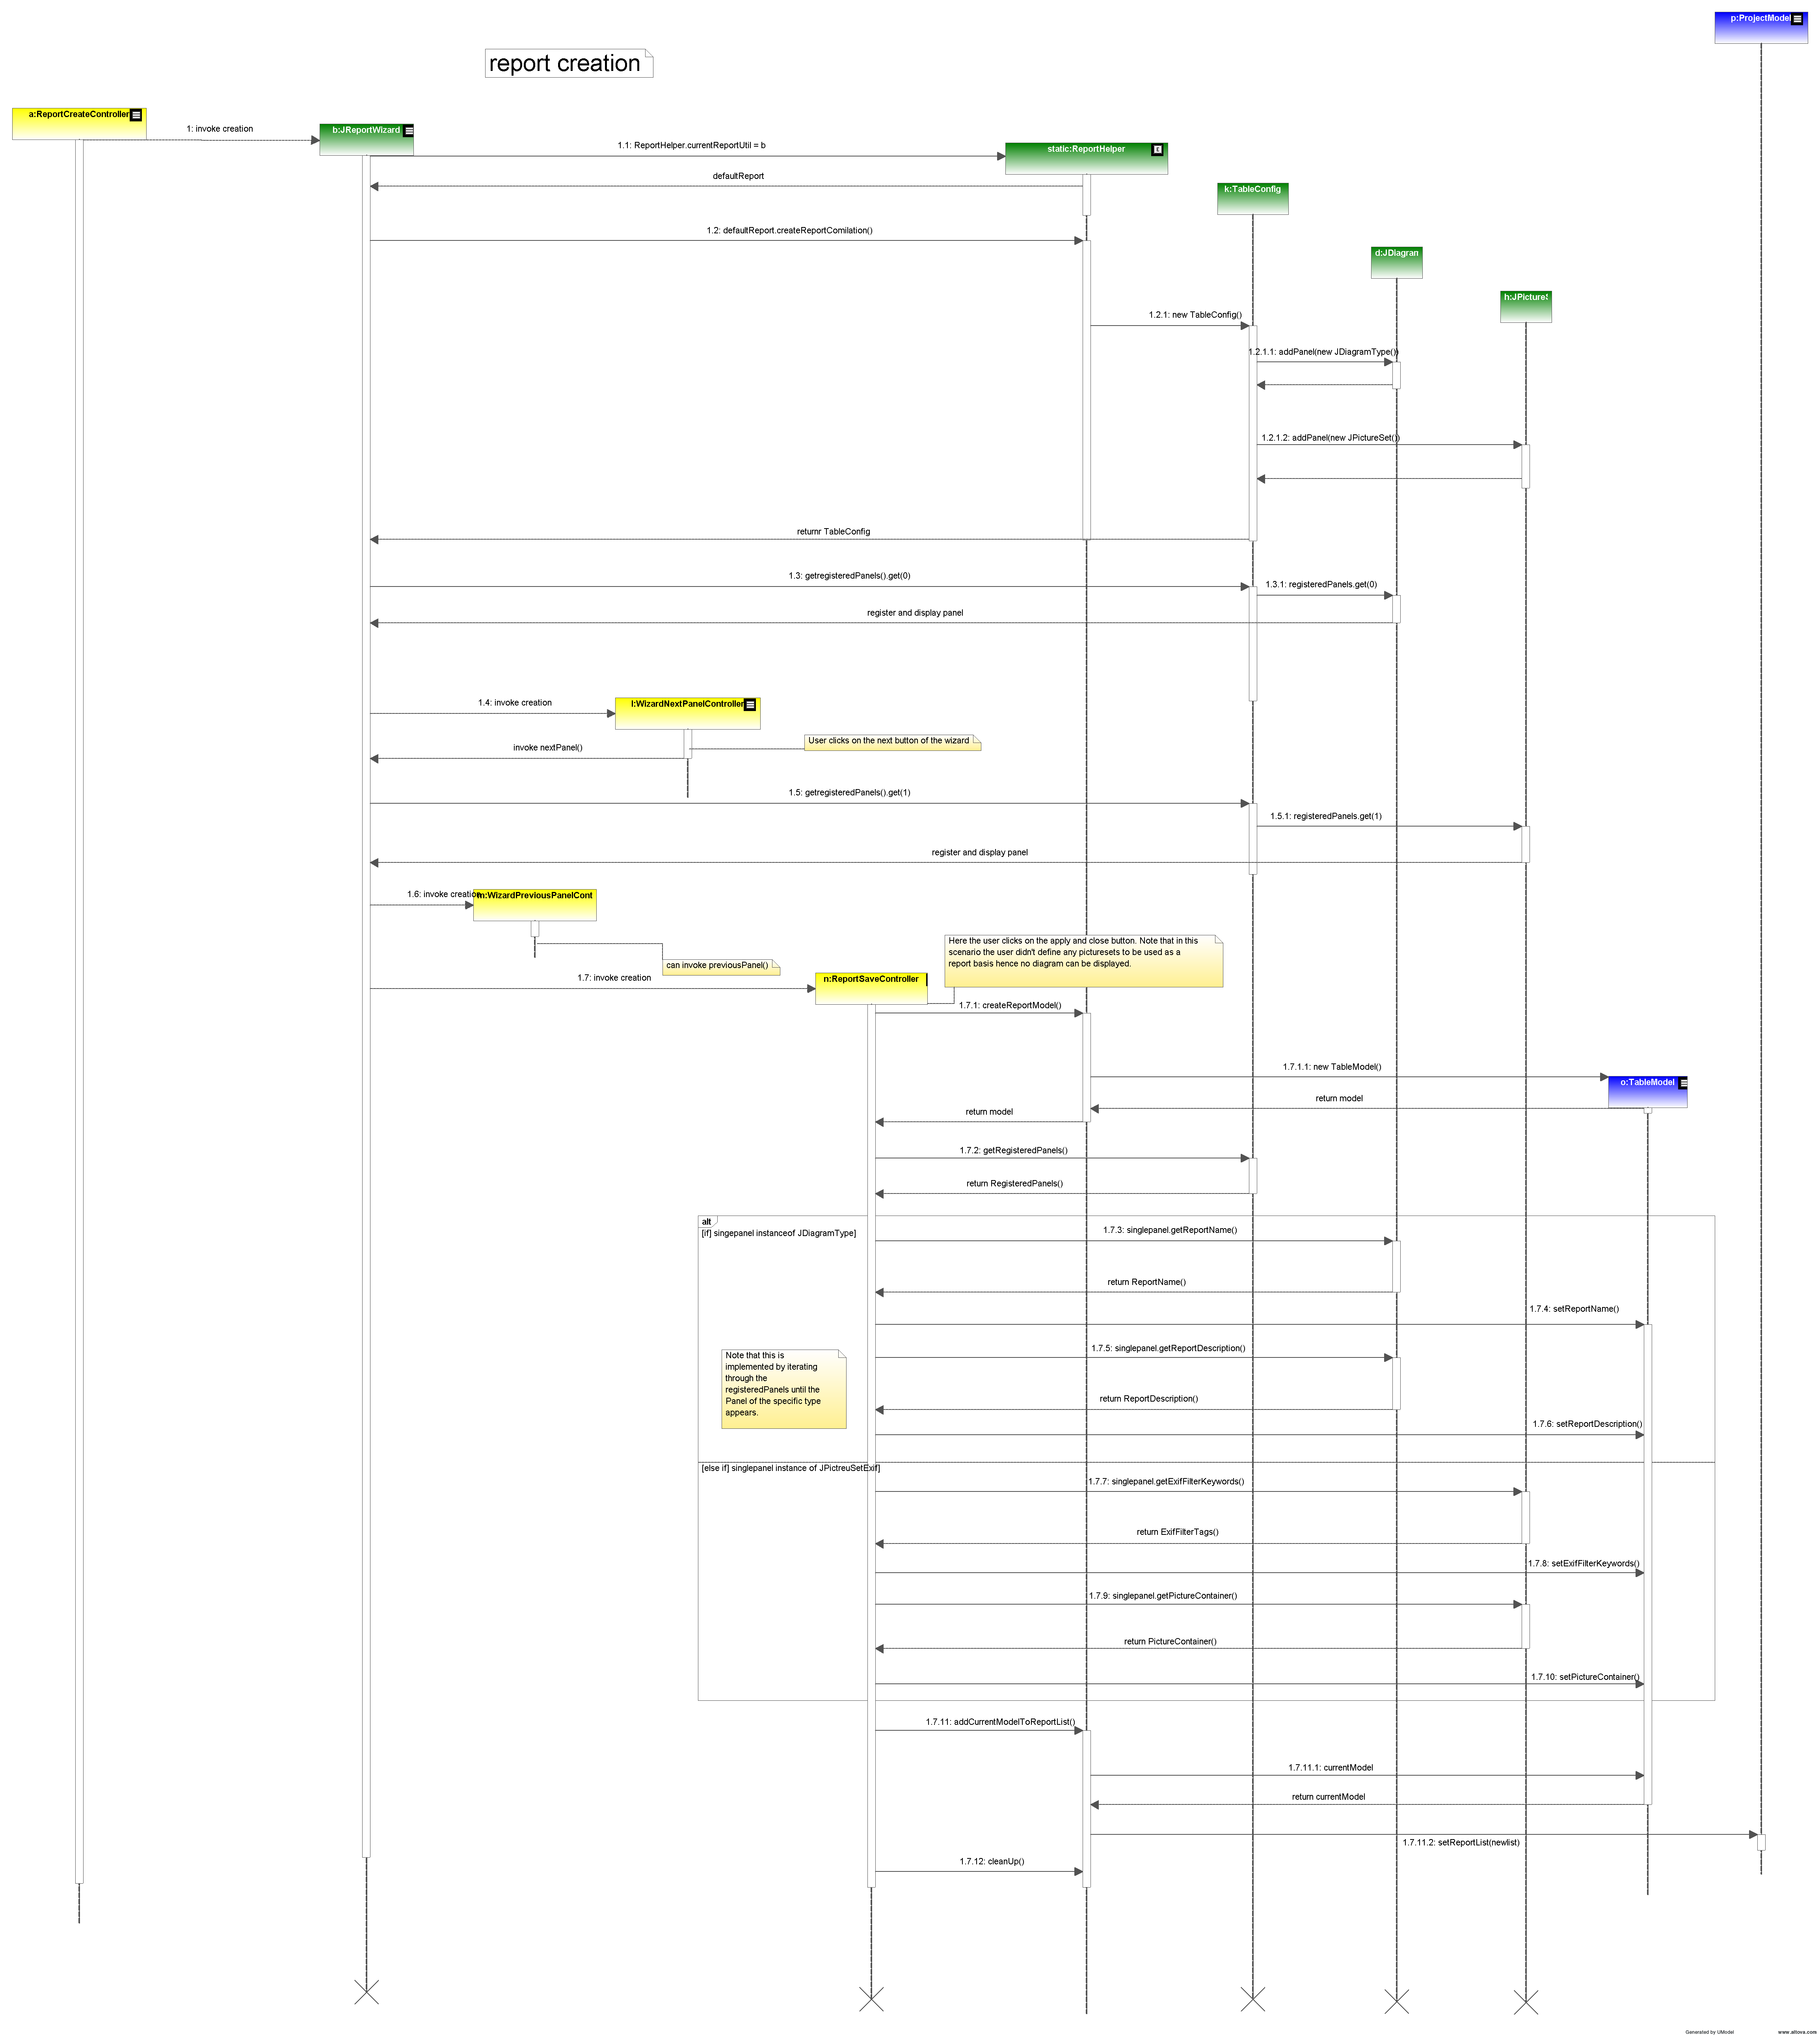 p:ProjectModel
report creation
a:ReportCreateController
1: invoke creation
b:JReportWizard
1.1: ReportHelper.currentReportUtil = b
static:ReportHelper
defaultReport
k:TableConfig
1.2: defaultReport.createReportComilation()
d:JDiagram
h:JPictureS
1.2.1: new TableConfig()
1.2.1.1: addPanel(new JDiagramType())
1.2.1.2: addPanel(new JPictureSet())
returnr TableConfig
1.3: getregisteredPanels().get(0)
1.3.1: registeredPanels.get(0)
register and display panel
1.4: invoke creation
l:WizardNextPanelController
User clicks on the next button of the wizard
invoke nextPanel()
1.5: getregisteredPanels().get(1)
1.5.1: registeredPanels.get(1)
register and display panel
1.6: invoke creation
m:WizardPreviousPanelCont
Here the user clicks on the apply and close button. Note that in this
scenario the user didn't define any picturesets to be used as a
report basis hence no diagram can be displayed.
can invoke previousPanel()
1.7: invoke creation
n:ReportSaveController
1.7.1: createReportModel()
1.7.1.1: new TableModel()
o:TableModel
return model
return model
1.7.2: getRegisteredPanels()
return RegisteredPanels()
alt
[if] singepanel instanceof JDiagramType]
1.7.3: singlepanel.getReportName()
return ReportName()
1.7.4: setReportName()
1.7.5: singlepanel.getReportDescription()
Note that this is
implemented by iterating
through the
registeredPanels until the
Panel of the specific type
appears.
return ReportDescription()
1.7.6: setReportDescription()
[else if] singlepanel instance of JPictreuSetExif]
1.7.7: singlepanel.getExifFilterKeywords()
return ExifFilterTags()
1.7.8: setExifFilterKeywords()
1.7.9: singlepanel.getPictureContainer()
return PictureContainer()
1.7.10: setPictureContainer()
1.7.11: addCurrentModelToReportList()
1.7.11.1: currentModel
return currentModel
1.7.11.2: setReportList(newlist)
1.7.12: cleanUp()
Generated by UModel www.altova.com